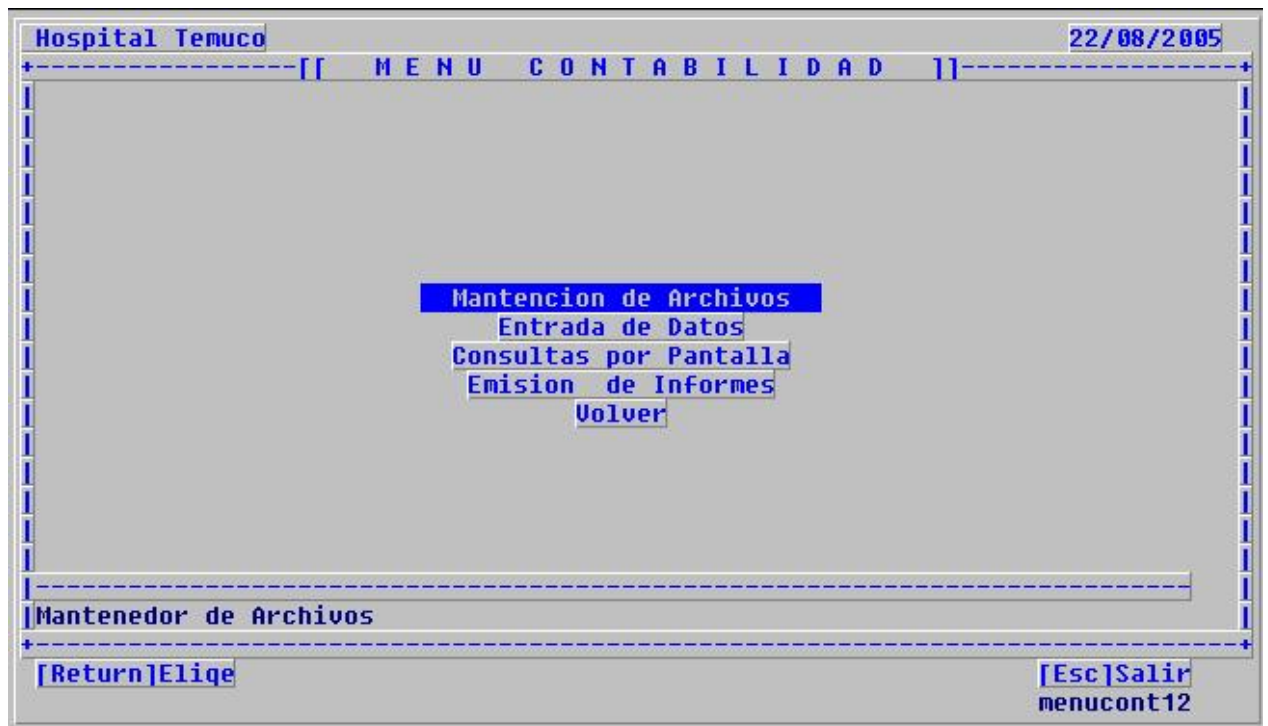 Hospital Temuco 22/08/2005
[[ M E N U C O N T A B I L I D A D ]]
Mantencion de Archivos
Entrada de Datos
Consultas por Pantalla
Emision de Informes
Volver
Mantenedor de Archivos
[Return]Elige [Esc]Salir
menucont12